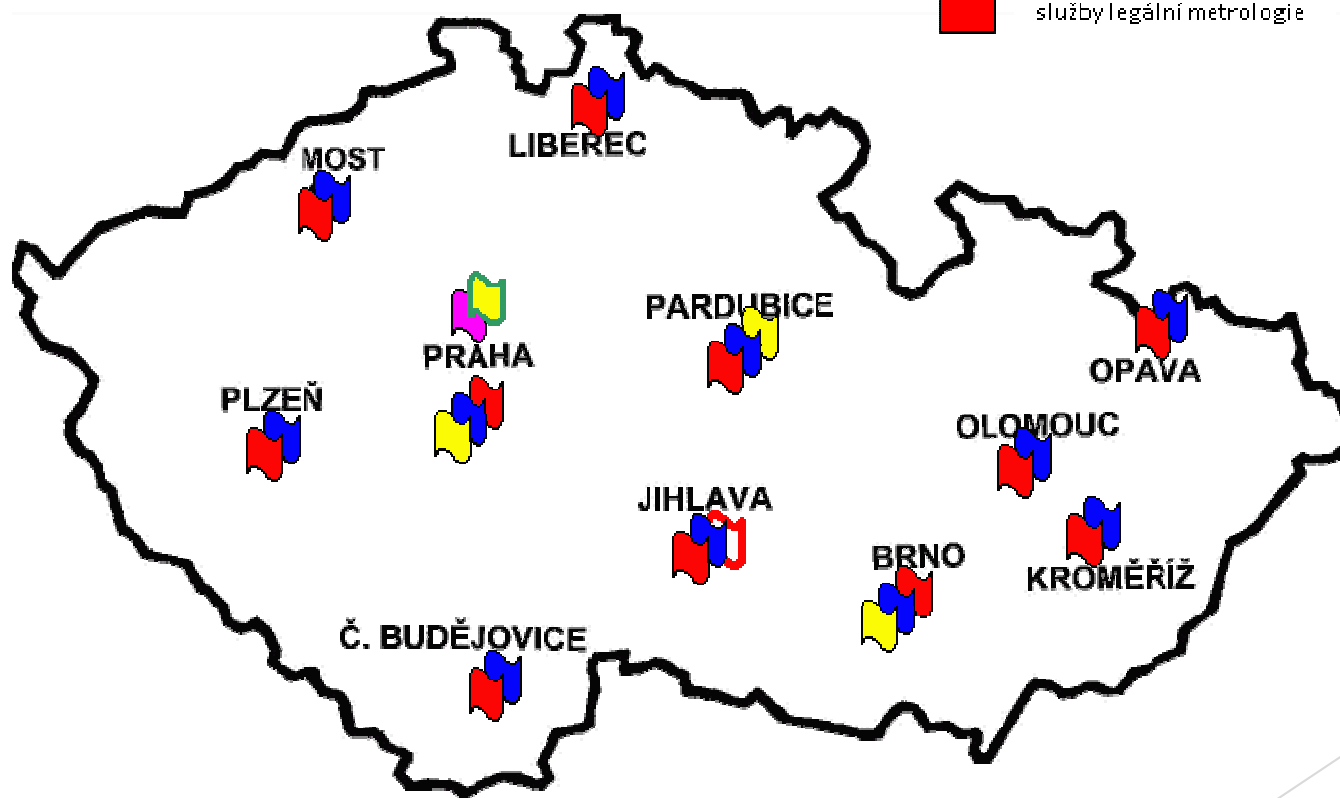 služby legální metrologie
LIBEREC
MOST
PARDUBICE
PRAHA
OPAVA
PLZEŇ
OLOMOUC
JIHLAVA
BRNO
KROMĚŘÍŽ
Č. BUDĚJOVICE